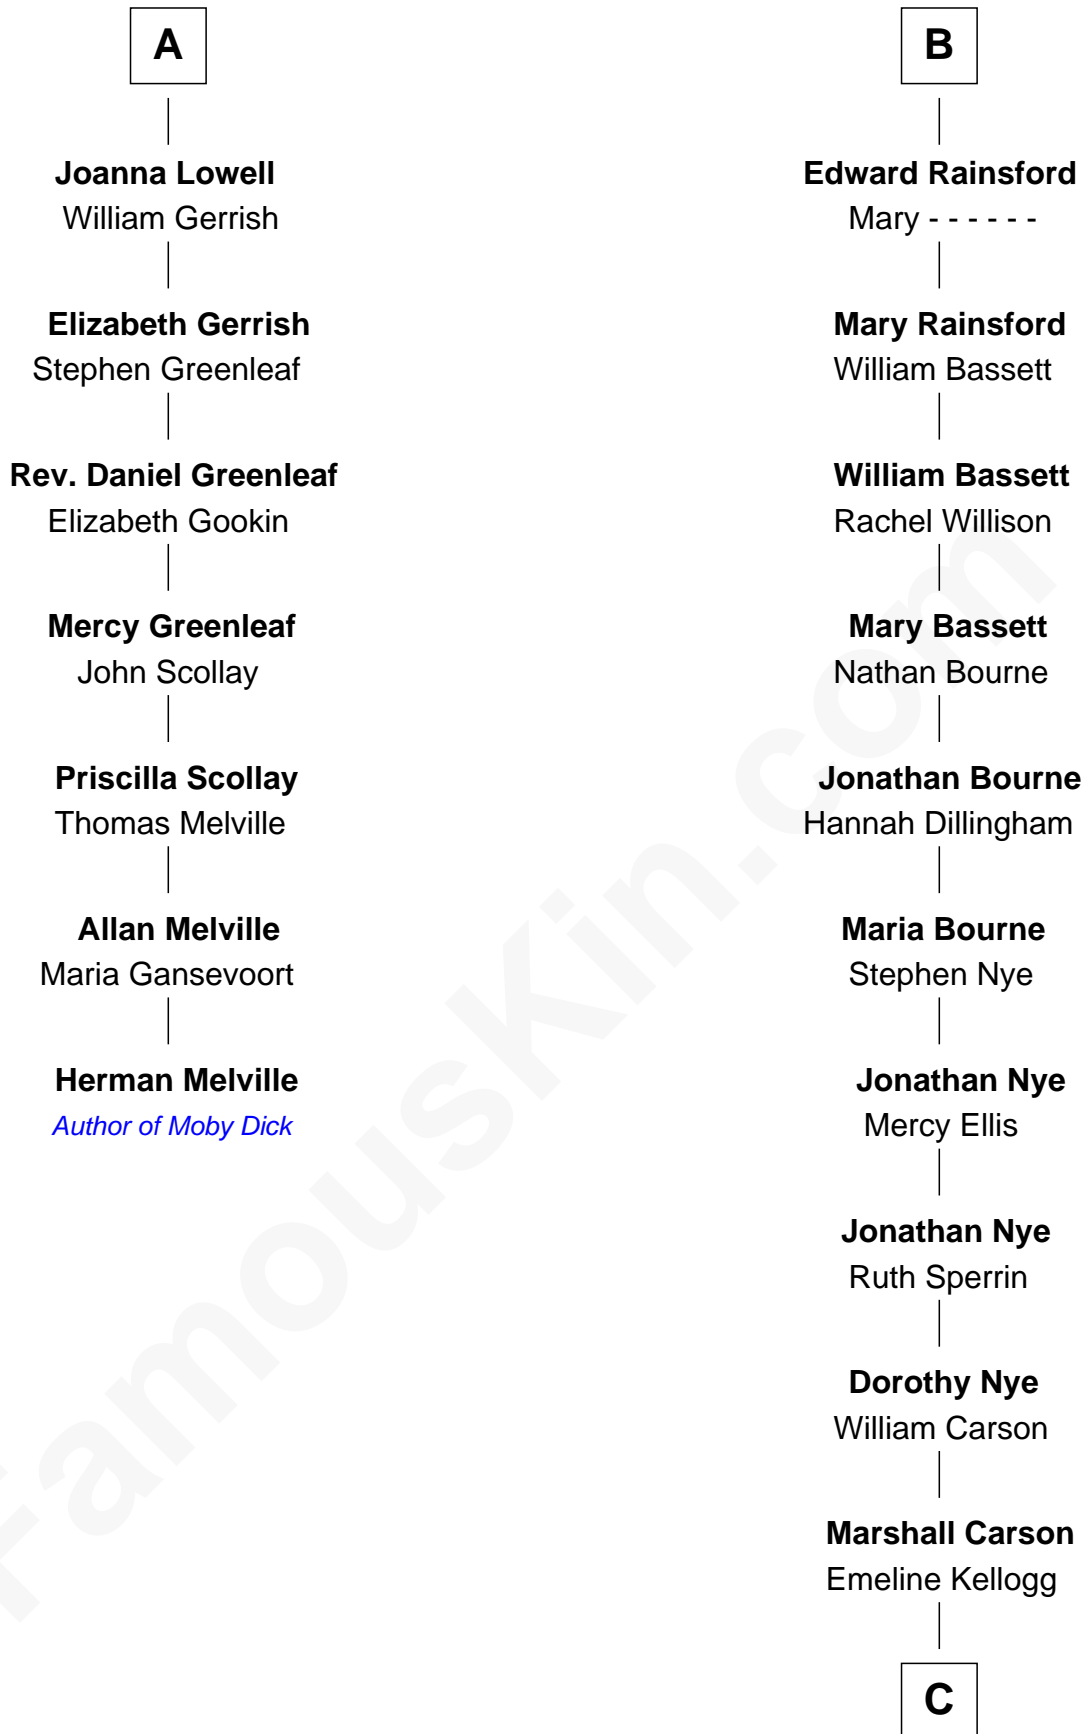 A
Joanna Lowell
William Gerrish
Elizabeth Gerrish
Stephen Greenleaf
Rev. Daniel Greenleaf
Elizabeth Gookin
Mercy Greenleaf
John Scollay
Priscilla Scollay
Thomas Melville
Allan Melville
Maria Gansevoort
Herman Melville
Author of Moby Dick
B
Edward Rainsford
Mary - - - - - -
Mary Rainsford
William Bassett
William Bassett
Rachel Willison
Mary Bassett
Nathan Bourne
Jonathan Bourne
Hannah Dillingham
Maria Bourne
Stephen Nye
Jonathan Nye
Mercy Ellis
Jonathan Nye
Ruth Sperrin
Dorothy Nye
William Carson
Marshall Carson
Emeline Kellogg
C
FamousKin.com